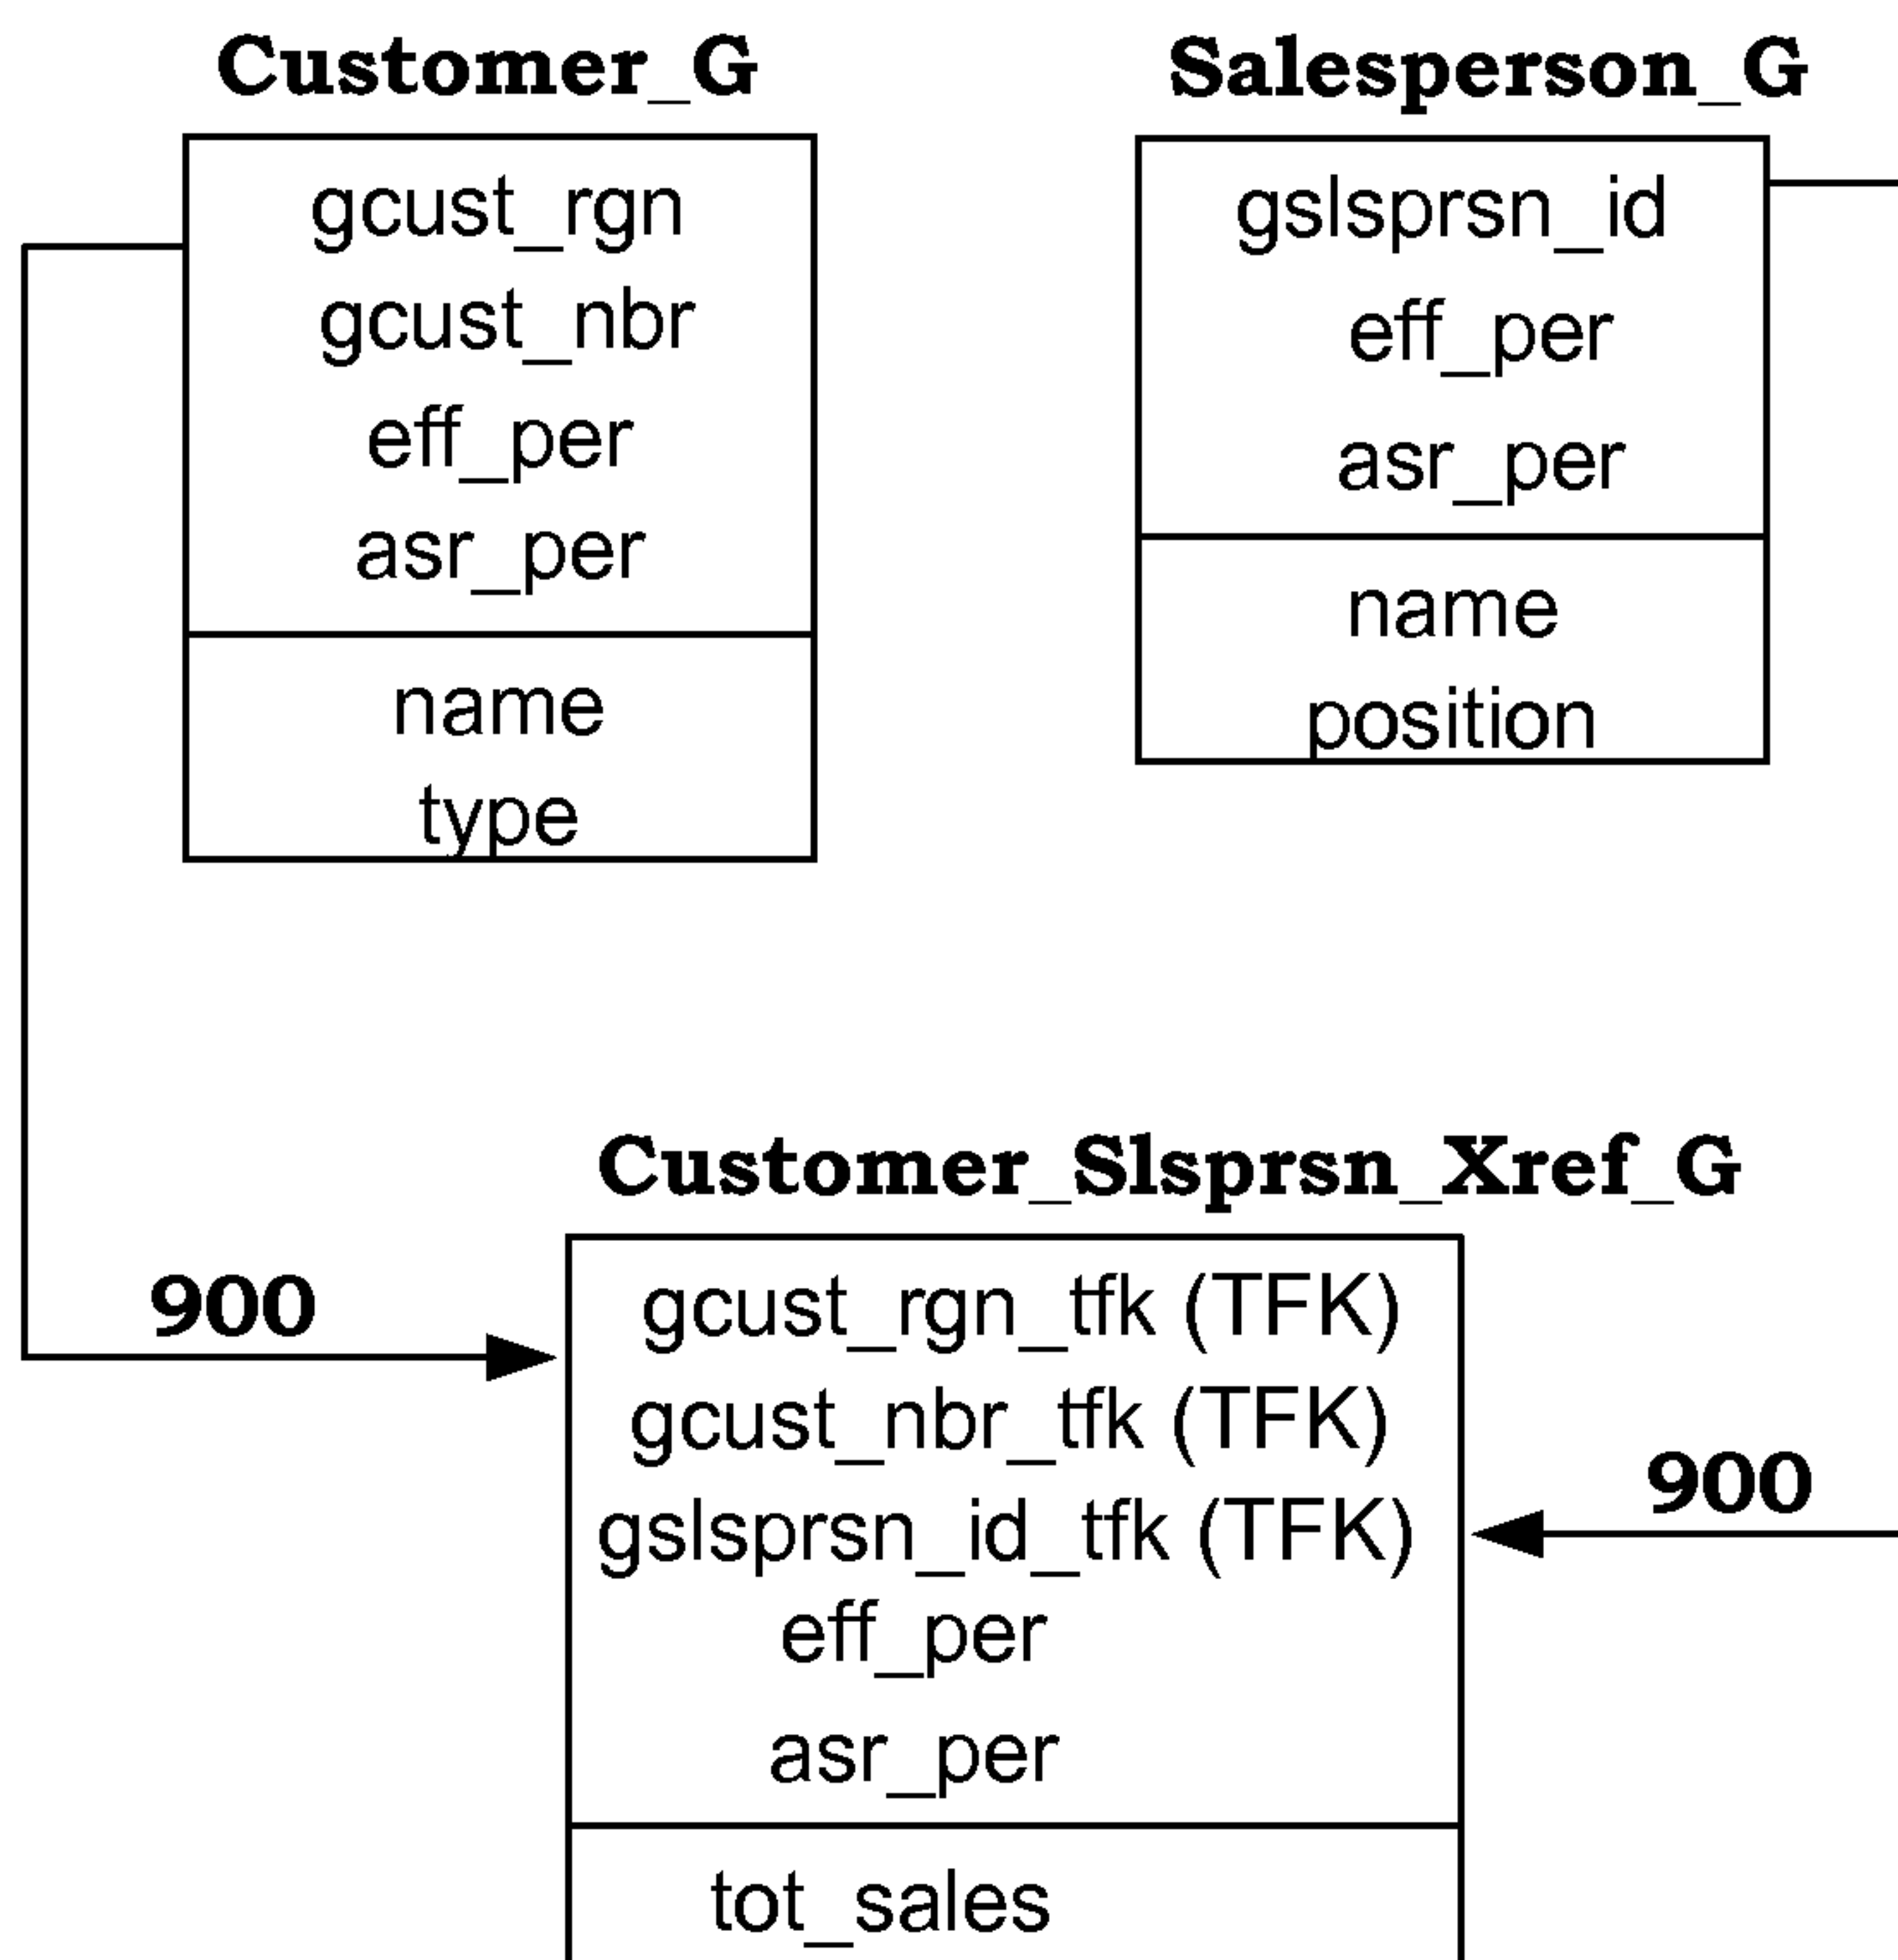 Customer_G
gcust_rgn
gcust_nbr
eff_per
asr_per
name
type
Salesperson_G
gslsprsn_id
eff_per
asr_per
name
position
Customer_Slsprsn_Xref_G
900
gcust_rgn_tfk (TFK)
gcust_nbr_tfk (TFK)
gslsprsn_id_tfk (TFK)
900
eff_per
asr_per
tot_sales